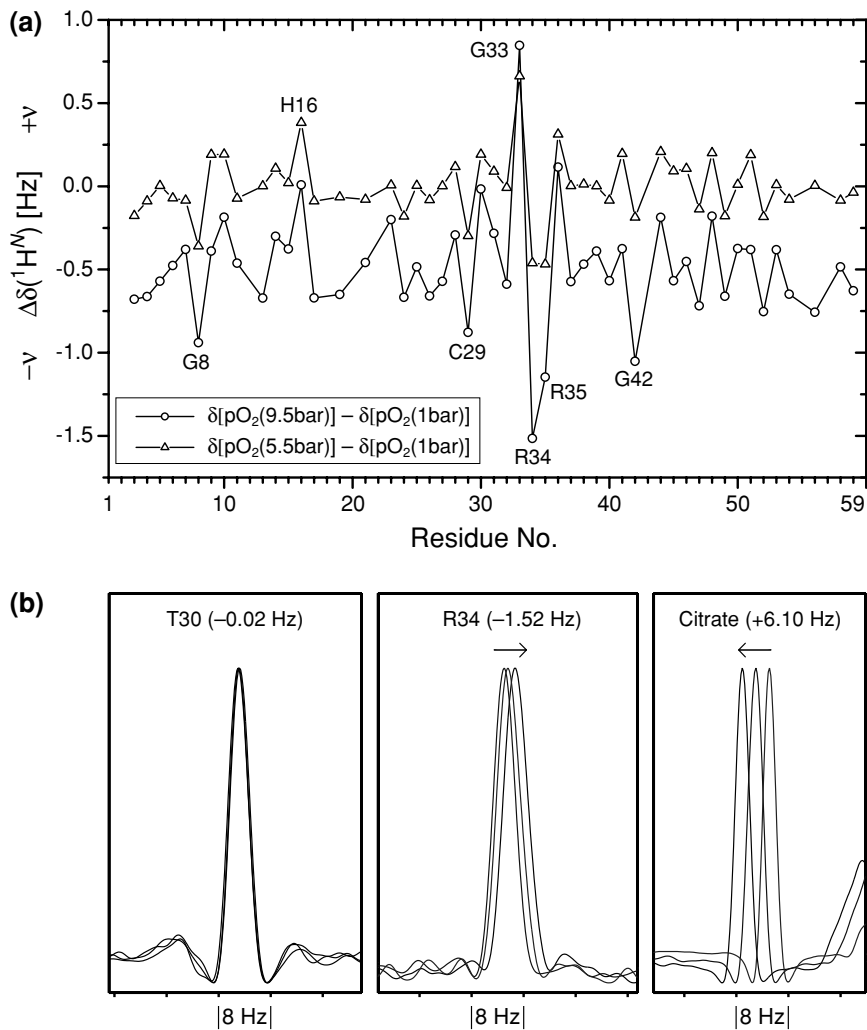 (a)
1.0
0.5
0.0
-0.5
-1.0
-1.5
−ν Δδ(¹Hᴺ) [Hz] +ν
G33
H16
G8
C29
R35
G42
R34
δ[pO₂(9.5bar)] – δ[pO₂(1bar)]
δ[pO₂(5.5bar)] – δ[pO₂(1bar)]
1 10 20 30 40 50 59
Residue No.
(b)
T30 (–0.02 Hz)
R34 (–1.52 Hz)
Citrate (+6.10 Hz)
|8 Hz|
|8 Hz|
|8 Hz|